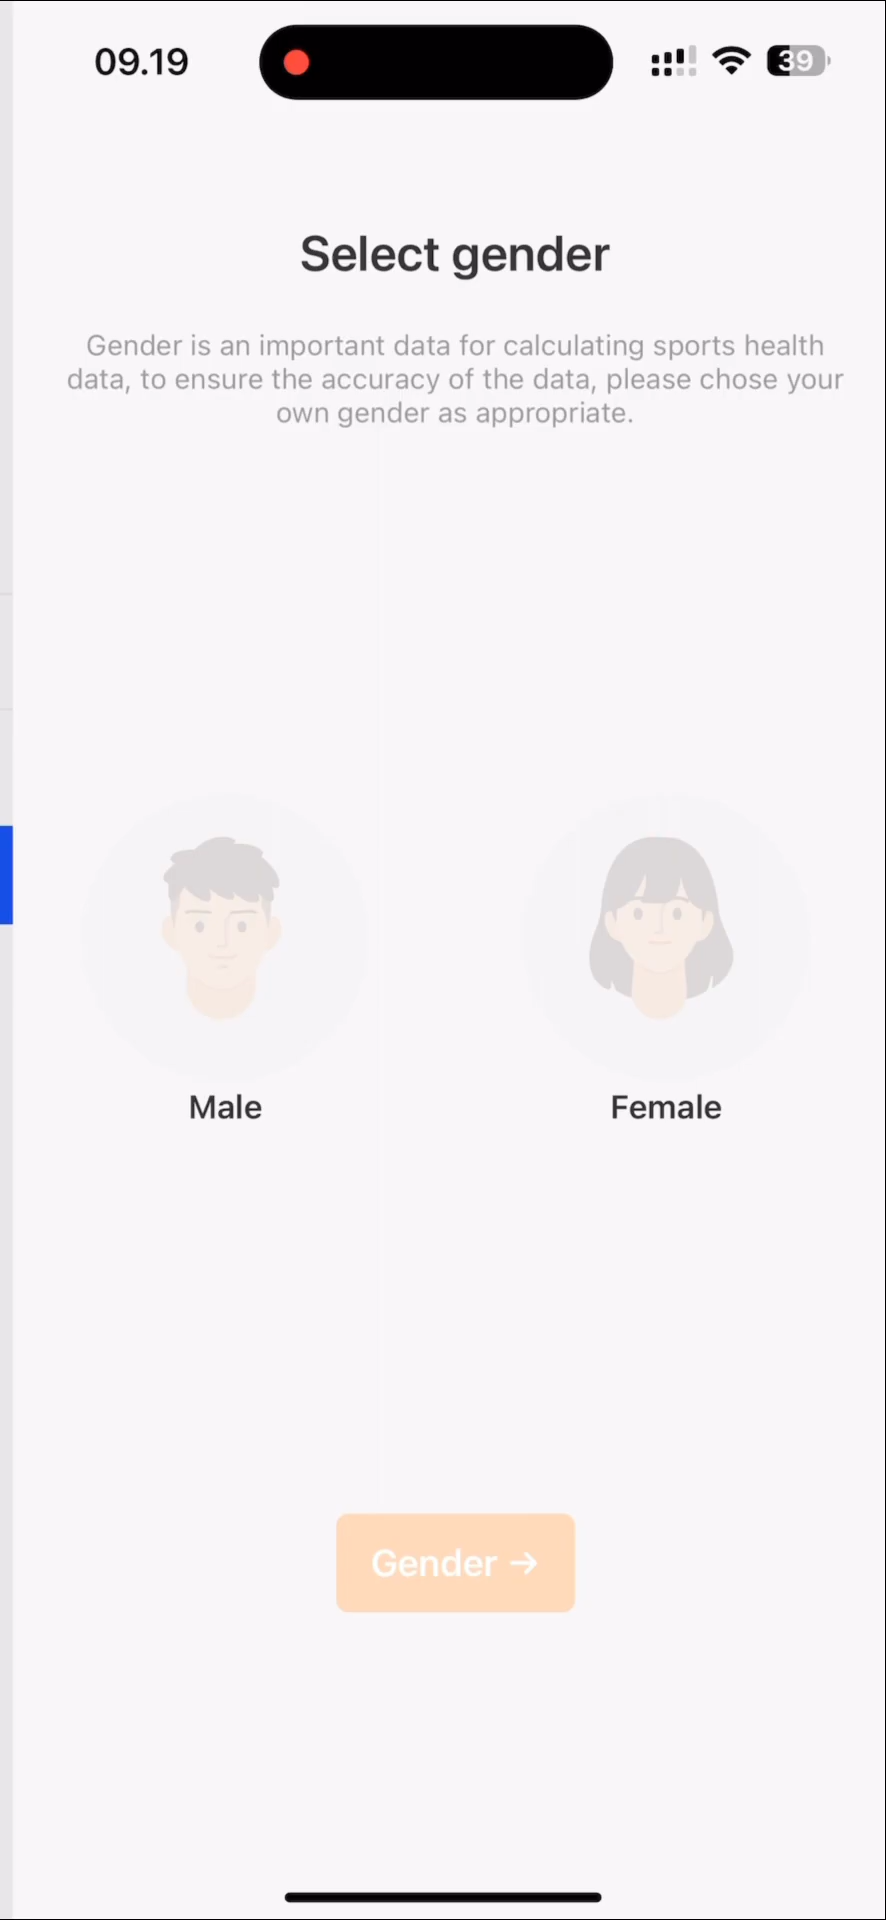 09.19
39
Select gender
Gender is an important data for calculating sports health
data, to ensure the accuracy of the data, please chose your
own gender as appropriate.
Male
Female
Gender →